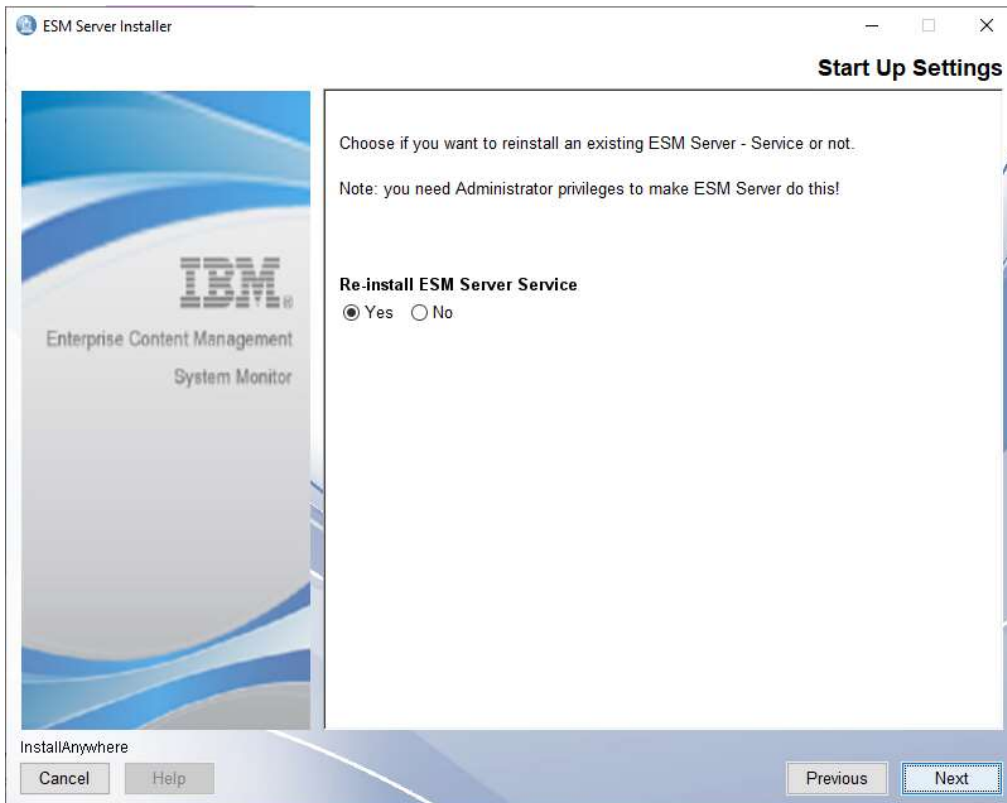 ESM Server Installer
Start Up Settings
Choose if you want to reinstall an existing ESM Server - Service or not.
Note: you need Administrator privileges to make ESM Server do this!
IBM®
Enterprise Content Management
System Monitor
Re-install ESM Server Service
Yes No
InstallAnywhere
Cancel Help Previous Next